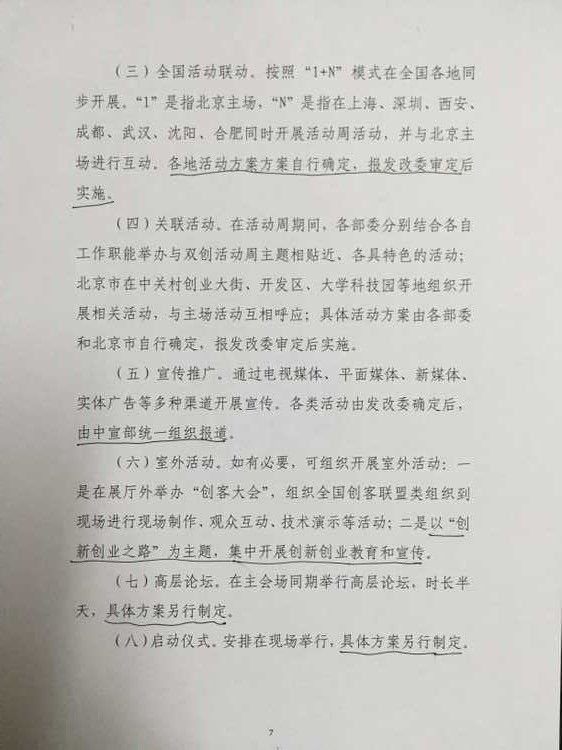 （三）全国活动联动。按照“1+N”模式在全国各地同
步开展。“1”是指北京主场，“N”是指在上海、深圳、西安、
成都、武汉、沈阳、合肥同时开展活动周活动，并与北京主
场进行互动。各地活动方案方案自行确定，报发改委审定后
实施。
（四）关联活动。在活动周期间，各部委分别结合各自
工作职能举办与双创活动周主题相贴近、各具特色的活动；
北京市在中关村创业大街、开发区、大学科技园等地组织开
展相关活动，与主场活动互相呼应；具体活动方案由各部委
和北京市自行确定，报发改委审定后实施。
（五）宣传推广。通过电视媒体、平面媒体、新媒体、
实体广告等多种渠道开展宣传。各类活动由发改委确定后，
由中宣部统一组织报道。
（六）室外活动。如有必要，可组织开展室外活动：一
是在展厅外举办“创客大会”，组织全国创客联盟类组织到
现场进行现场制作、观众互动、技术演示等活动；二是以“创
新创业之路”为主题，集中开展创新创业教育和宣传。
（七）高层论坛。在主会场同期举行高层论坛，时长半
天，具体方案另行制定。
（八）启动仪式。安排在现场举行，具体方案另行制定。
7